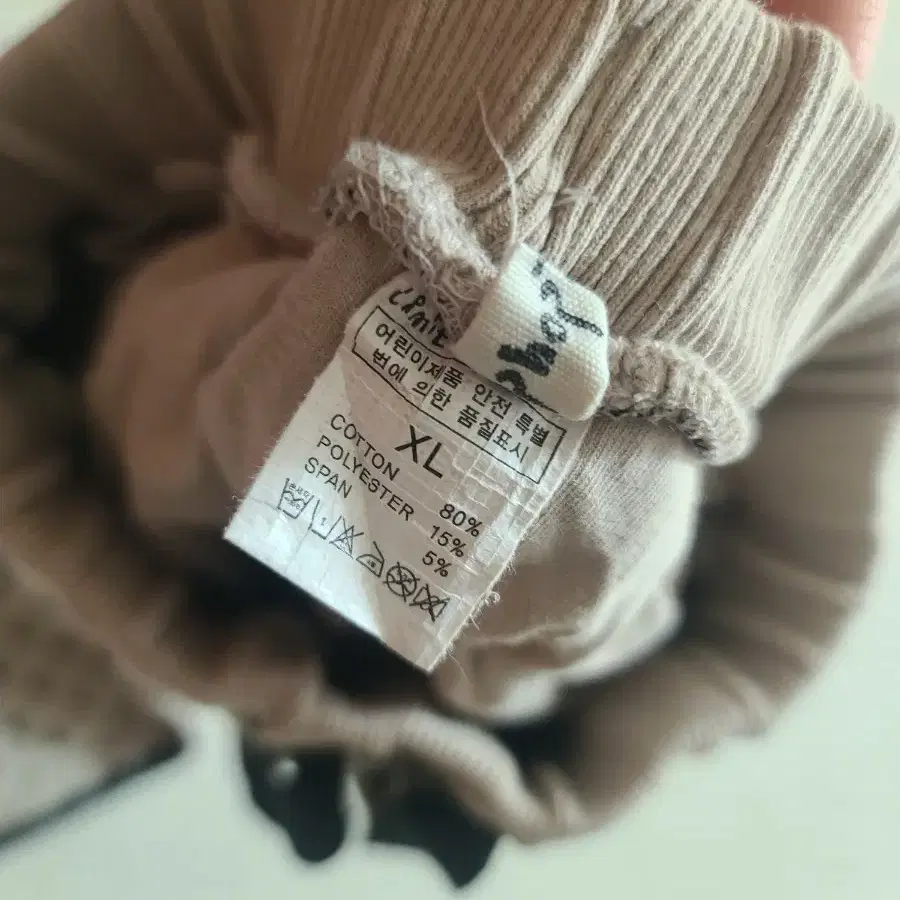 어린이제품 안전 특별
법에 의한 품질표시
XL
COTTON 80%
POLYESTER 15%
SPAN 5%